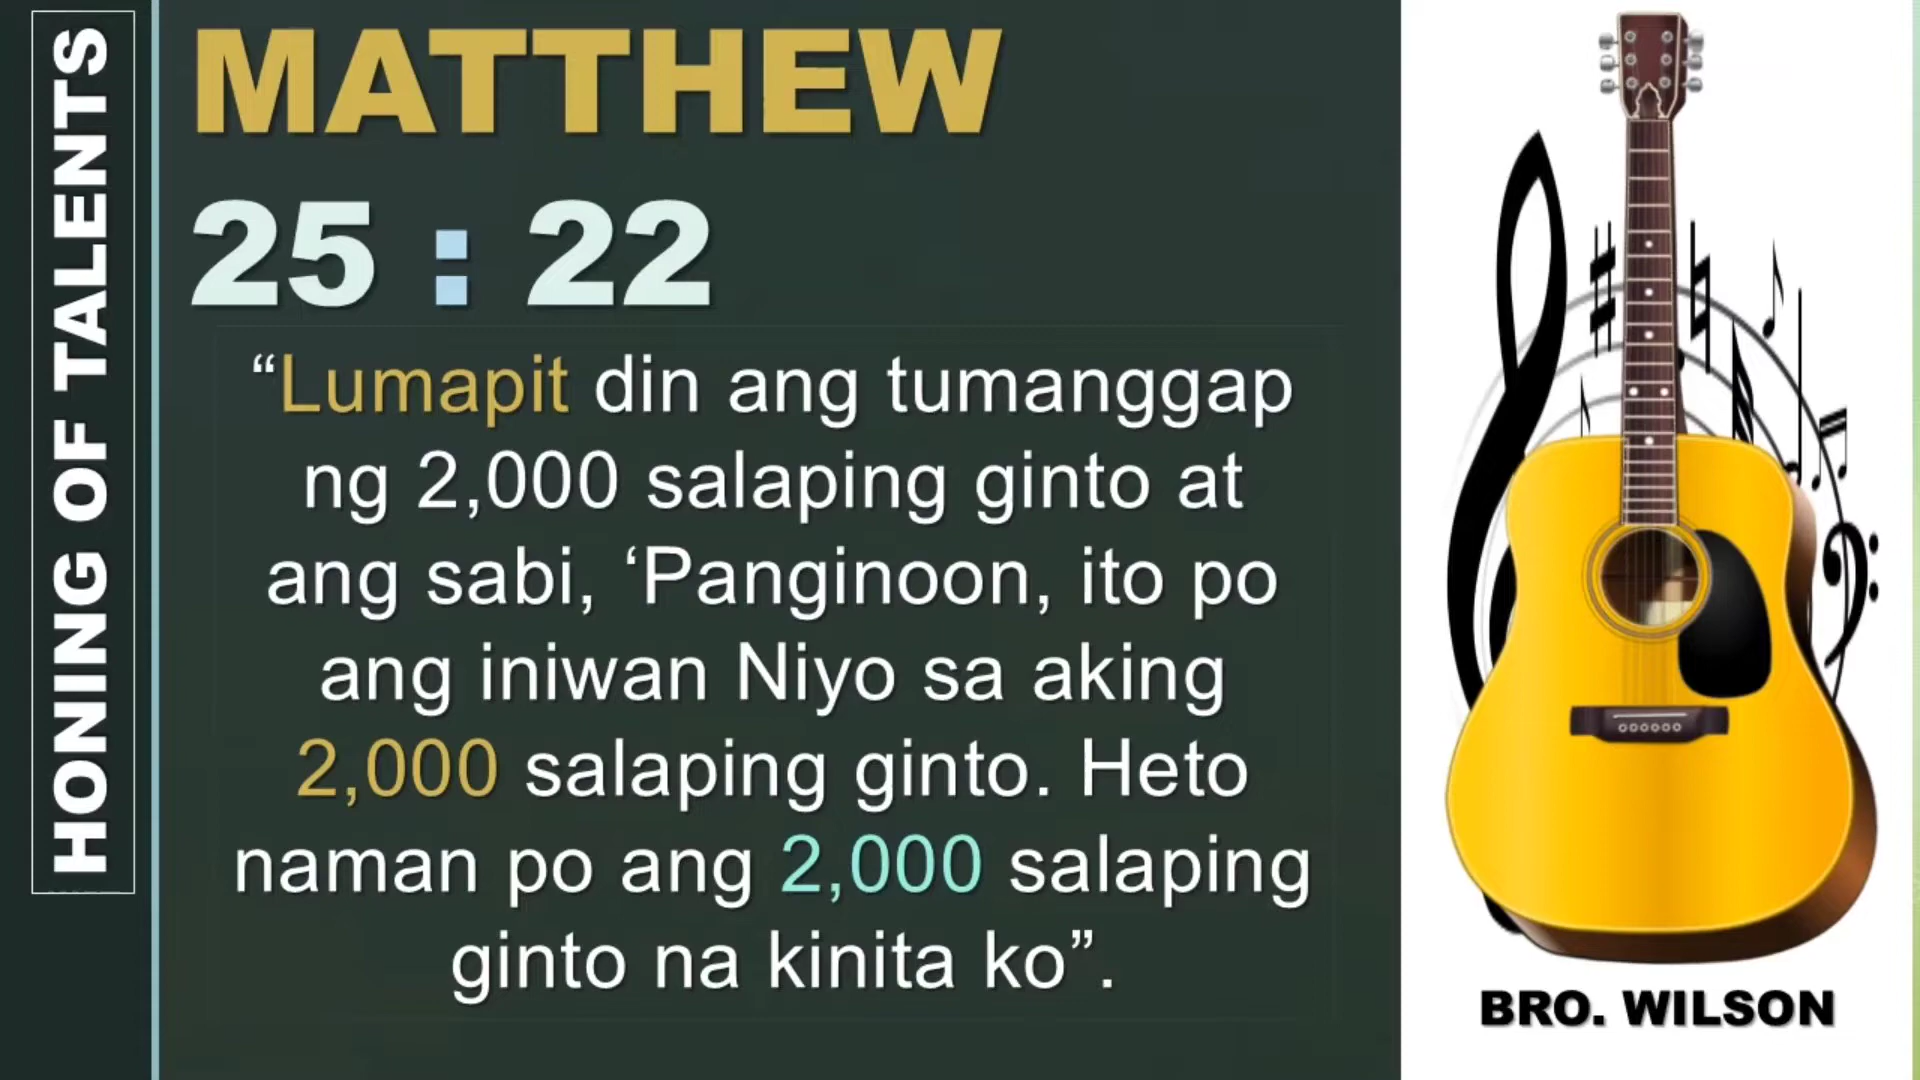 HONING OF TALENTS
MATTHEW
25 : 22
“Lumapit din ang tumanggap
ng 2,000 salaping ginto at
ang sabi, ‘Panginoon, ito po
ang iniwan Niyo sa aking
2,000 salaping ginto. Heto
naman po ang 2,000 salaping
ginto na kinita ko”.
BRO. WILSON